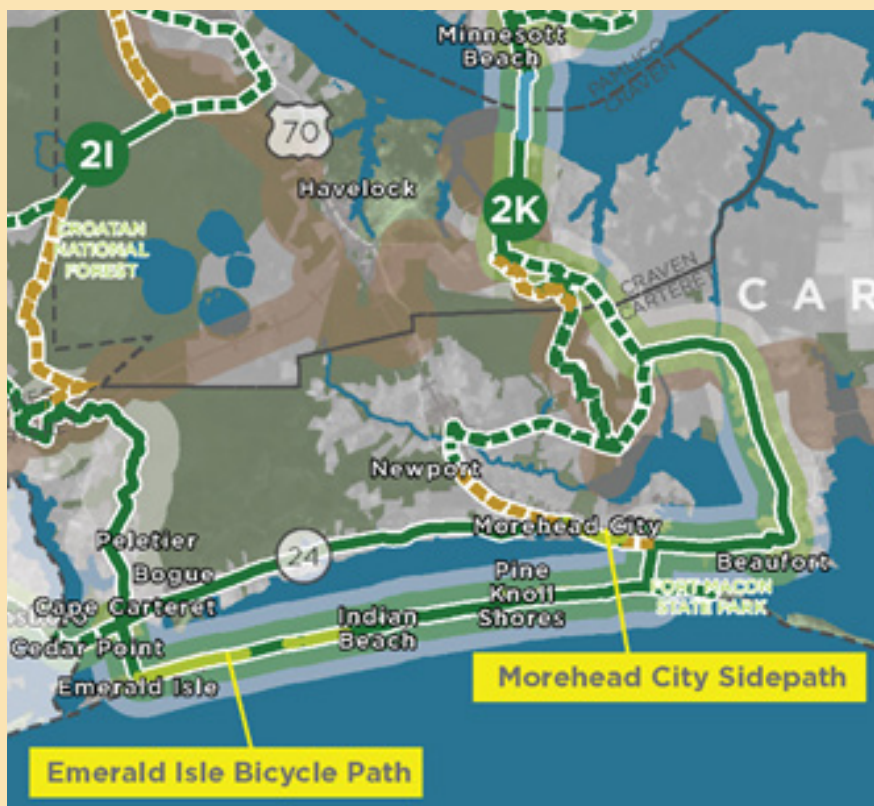 Minnesott
Beach
PAMLICO
CRAVEN
70
2I
Havelock
2K
CROATAN
NATIONAL
FOREST
CRAVEN
CARTERET
CAR
Newport
Morehead City
Peletier
24
Bogue
Beaufort
Pine
Knoll
Shores
FORT MACON
STATE PARK
Cape Carteret
Indian
Beach
Cedar Point
Emerald Isle
Morehead City Sidepath
Emerald Isle Bicycle Path